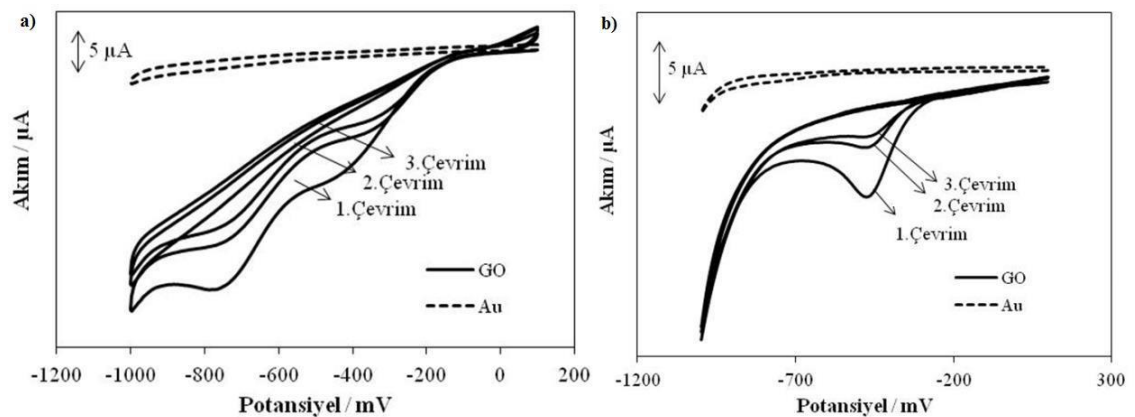 a)
5 µA
Akım / µA
3.Çevrim
2.Çevrim
1.Çevrim
GO
Au
-1200 -1000 -800 -600 -400 -200 0 200
Potansiyel / mV
b)
5 µA
Akım / µA
3.Çevrim
2.Çevrim
1.Çevrim
GO
Au
-1200 -700 -200 300
Potansiyel / mV